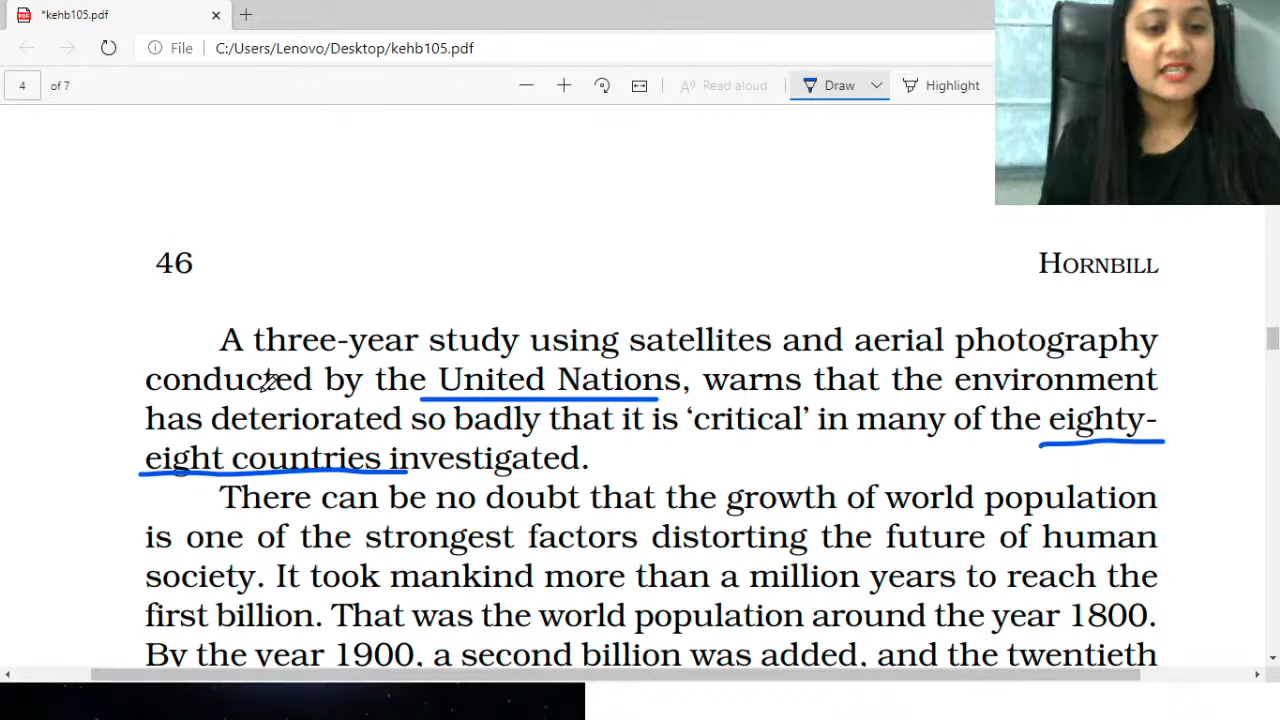 *kehb105.pdf
File C:/Users/Lenovo/Desktop/kehb105.pdf
4 of 7 Read aloud Draw Highlight
46 HORNBILL
A three-year study using satellites and aerial photography
conducted by the United Nations, warns that the environment
has deteriorated so badly that it is ‘critical’ in many of the eighty-
eight countries investigated.
There can be no doubt that the growth of world population
is one of the strongest factors distorting the future of human
society. It took mankind more than a million years to reach the
first billion. That was the world population around the year 1800.
By the year 1900, a second billion was added, and the twentieth